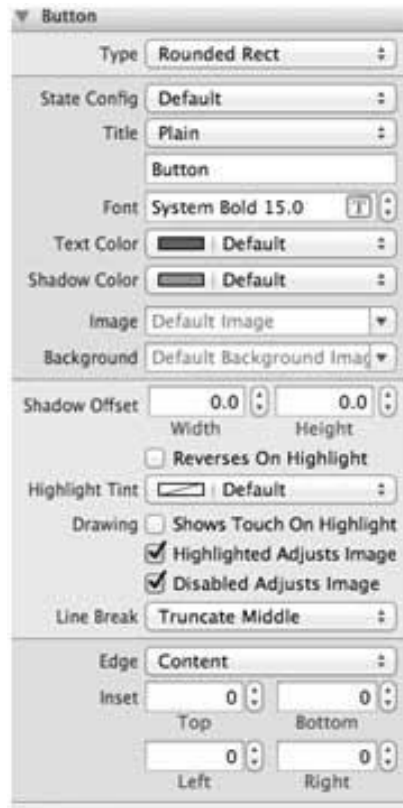 Button
Type Rounded Rect
State Config Default
Title Plain
Button
Font System Bold 15.0 T
Text Color Default
Shadow Color Default
Image Default Image
Background Default Background Imag
Shadow Offset 0.0 0.0
Width Height
Reverses On Highlight
Highlight Tint Default
Drawing Shows Touch On Highlight
Highlighted Adjusts Image
Disabled Adjusts Image
Line Break Truncate Middle
Edge Content
Inset 0 0
Top Bottom
0 0
Left Right